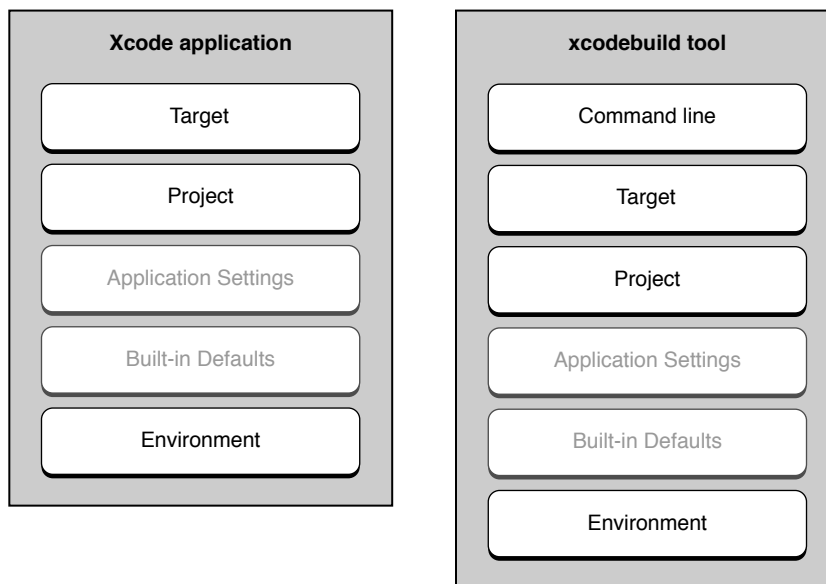 Xcode application
Target
Project
Application Settings
Built-in Defaults
Environment
xcodebuild tool
Command line
Target
Project
Application Settings
Built-in Defaults
Environment